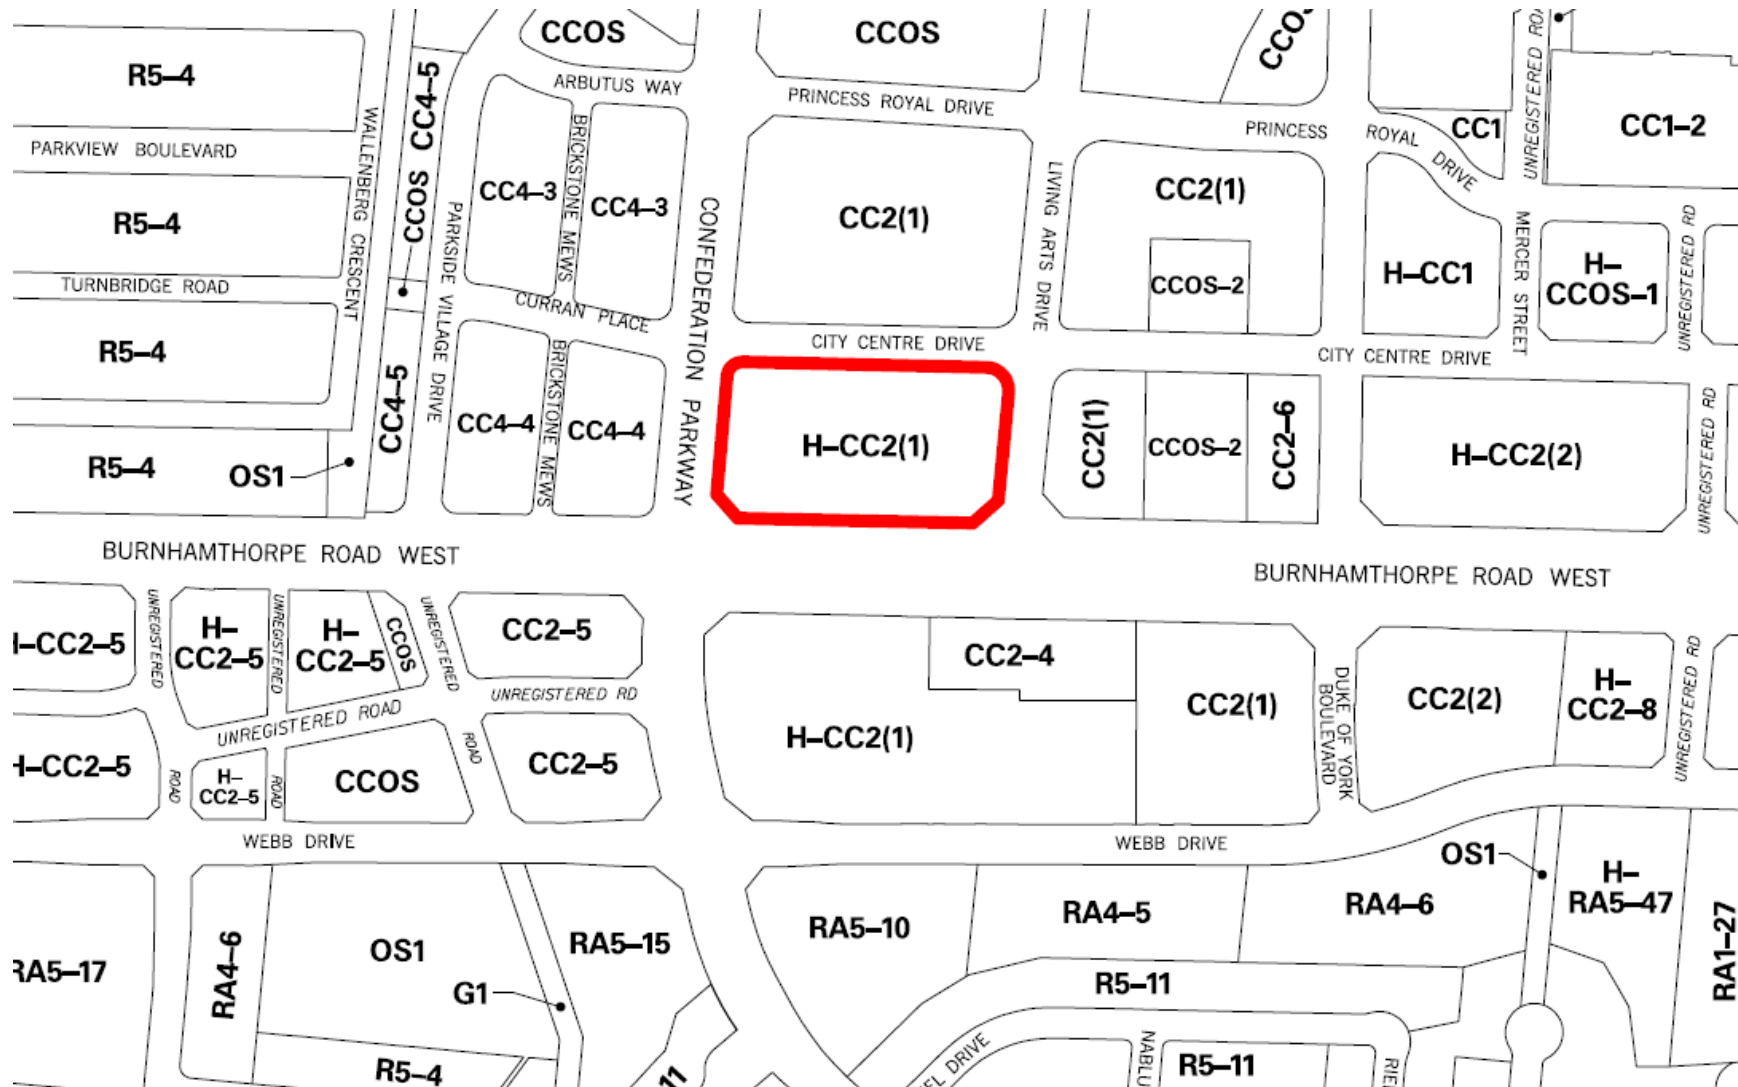 CCOS
CCOS
CCOS
UNREGISTERED ROAD
R5–4
CCOS CC4–5
ARBUTUS WAY
PRINCESS ROYAL DRIVE
CC1
CC1–2
PRINCESS ROYAL DRIVE
PARKVIEW BOULEVARD
WALLENBERG CRESCENT
BRICKSTONE MEWS
CC4–3
CC4–3
R5–4
PARKSIDE VILLAGE DRIVE
CONFEDERATION PARKWAY
CC2(1)
LIVING ARTS DRIVE
CC2(1)
CCOS–2
H–CC1
MERCER STREET
H–
CCOS–1
UNREGISTERED RD
TURNBRIDGE ROAD
CURRAN PLACE
CITY CENTRE DRIVE
CITY CENTRE DRIVE
R5–4
CC4–5
BRICKSTONE MEWS
CC4–4
CC4–4
H–CC2(1)
CC2(1)
CCOS–2
CC2–6
H–CC2(2)
UNREGISTERED RD
R5–4
OS1
BURNHAMTHORPE ROAD WEST
BURNHAMTHORPE ROAD WEST
H–CC2–5
UNREGISTERED
H–
CC2–5
UNREGISTERED
H–
CC2–5
CCOS
UNREGISTERED
CC2–5
CC2–4
UNREGISTERED RD
UNREGISTERED ROAD
H–CC2(1)
CC2(1)
DUKE OF YORK
BOULEVARD
CC2(2)
H–
CC2–8
UNREGISTERED RD
H–CC2–5
ROAD
H–
CC2–5
ROAD
CCOS
ROAD
CC2–5
WEBB DRIVE
WEBB DRIVE
OS1
H–
RA5–47
RA5–17
RA4–6
OS1
G1
RA5–15
RA5–10
RA4–5
RA4–6
RA1–27
R5–11
R5–4
11
DRIVE
R5–11